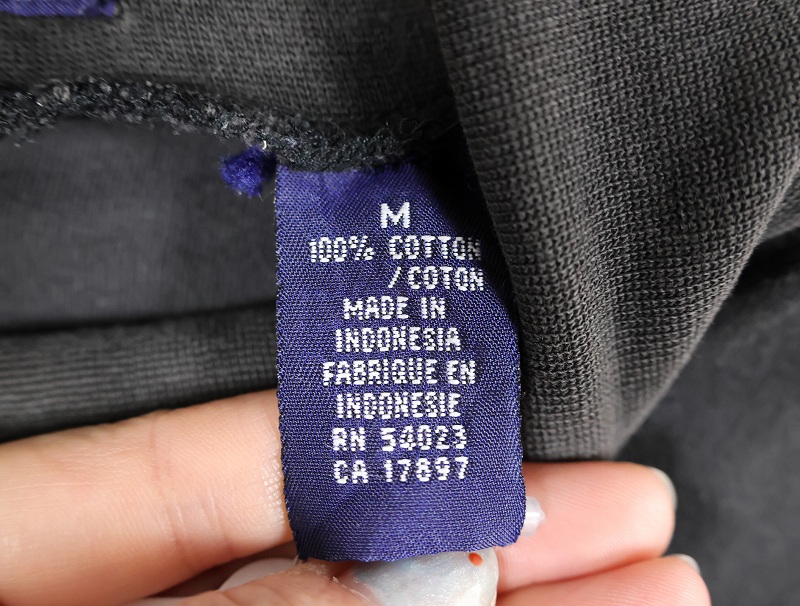 M
100% COTTON
/COTON
MADE IN
INDONESIA
FABRIQUE EN
INDONESIE
RN 54023
CA 17897